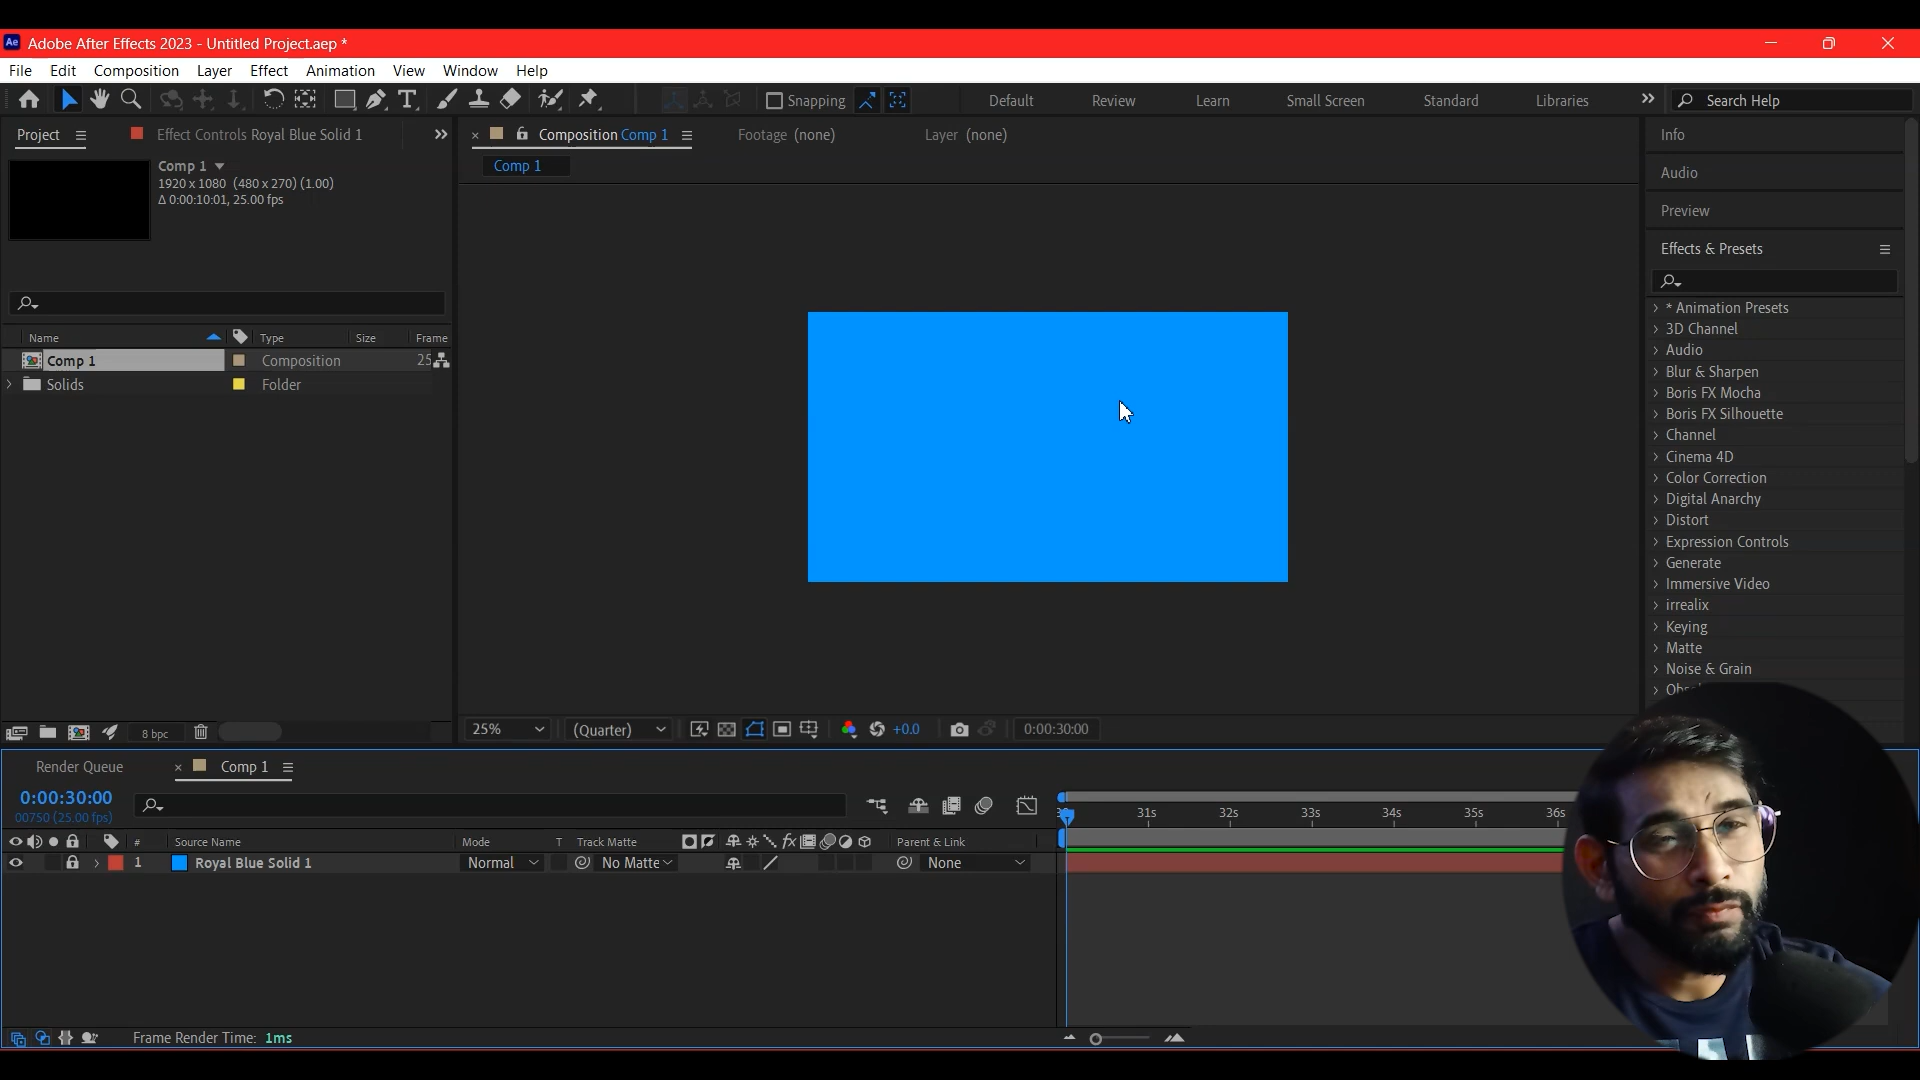 Ae Adobe After Effects 2023 - Untitled Project.aep *
File Edit Composition Layer Effect Animation View Window Help
T Snapping Default Review Learn Small Screen Standard Libraries Search Help
Project Effect Controls Royal Blue Solid 1
Comp 1
1920 x 1080 (480 x 270) (1.00)
Δ 0:00:10:01, 25.00 fps
Name Type Size Frame
Comp 1 Composition 25
Solids Folder
8 bpc
Composition Comp 1 Footage (none) Layer (none)
Comp 1
25% (Quarter) +0.0 0:00:30:00
Info
Audio
Preview
Effects & Presets
* Animation Presets
3D Channel
Audio
Blur & Sharpen
Boris FX Mocha
Boris FX Silhouette
Channel
Cinema 4D
Color Correction
Digital Anarchy
Distort
Expression Controls
Generate
Immersive Video
irrealix
Keying
Matte
Noise & Grain
Render Queue Comp 1
0:00:30:00
00750 (25.00 fps)
31s 32s 33s 34s 35s 36s
# Source Name Mode T Track Matte fx Parent & Link
1 Royal Blue Solid 1 Normal No Matte None
Frame Render Time: 1ms